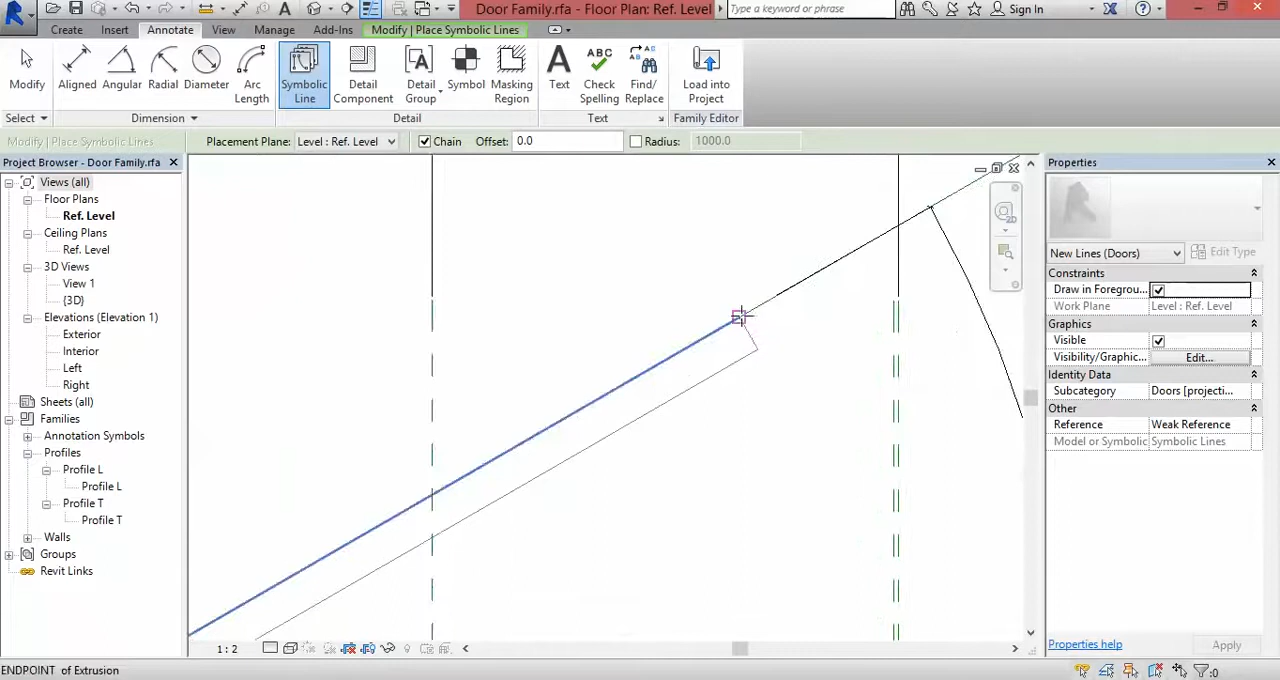 Door Family.rfa - Floor Plan: Ref. Level
Type a keyword or phrase
Sign In
Create
Insert
Annotate
View
Manage
Add-Ins
Modify | Place Symbolic Lines
Modify
Aligned
Angular
Radial
Diameter
Arc
Length
Symbolic
Line
Detail
Component
Detail
Group
Symbol
Masking
Region
Text
ABC
Check
Spelling
Find/
Replace
Load into
Project
Select
Dimension
Detail
Text
Family Editor
Modify | Place Symbolic Lines
Placement Plane: Level : Ref. Level
Chain
Offset: 0.0
Radius: 1000.0
Project Browser - Door Family.rfa
Views (all)
Floor Plans
Ref. Level
Ceiling Plans
Ref. Level
3D Views
View 1
{3D}
Elevations (Elevation 1)
Exterior
Interior
Left
Right
Sheets (all)
Families
Annotation Symbols
Profiles
Profile L
Profile L
Profile T
Profile T
Walls
Groups
Revit Links
2D
Properties
New Lines (Doors)
Edit Type
Constraints
Draw in Foregrou...
Work Plane Level : Ref. Level
Graphics
Visible
Visibility/Graphic... Edit...
Identity Data
Subcategory Doors [projecti...
Other
Reference Weak Reference
Model or Symbolic Symbolic Lines
Properties help
Apply
1 : 2
ENDPOINT of Extrusion
:0